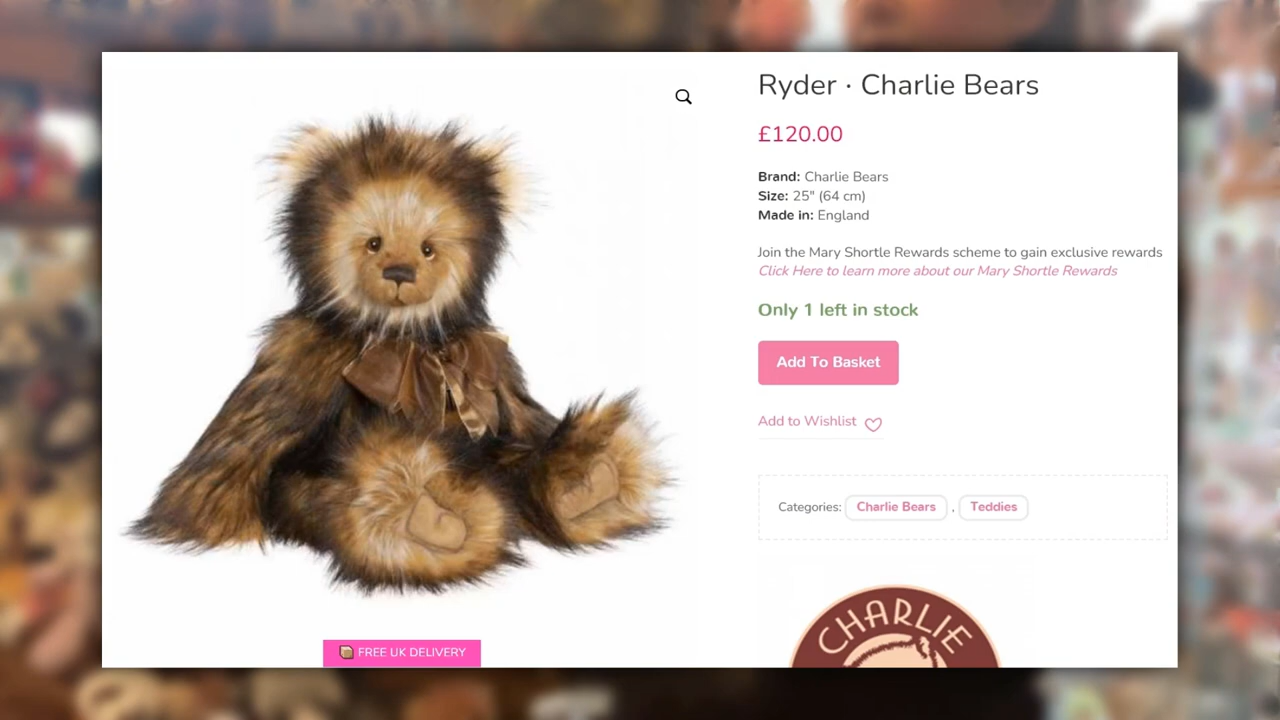 Ryder · Charlie Bears
£120.00
Brand: Charlie Bears
Size: 25" (64 cm)
Made in: England
Join the Mary Shortle Rewards scheme to gain exclusive rewards
Click Here to learn more about our Mary Shortle Rewards
Only 1 left in stock
Add To Basket
Add to Wishlist
Categories: Charlie Bears , Teddies
CHARLIE
FREE UK DELIVERY